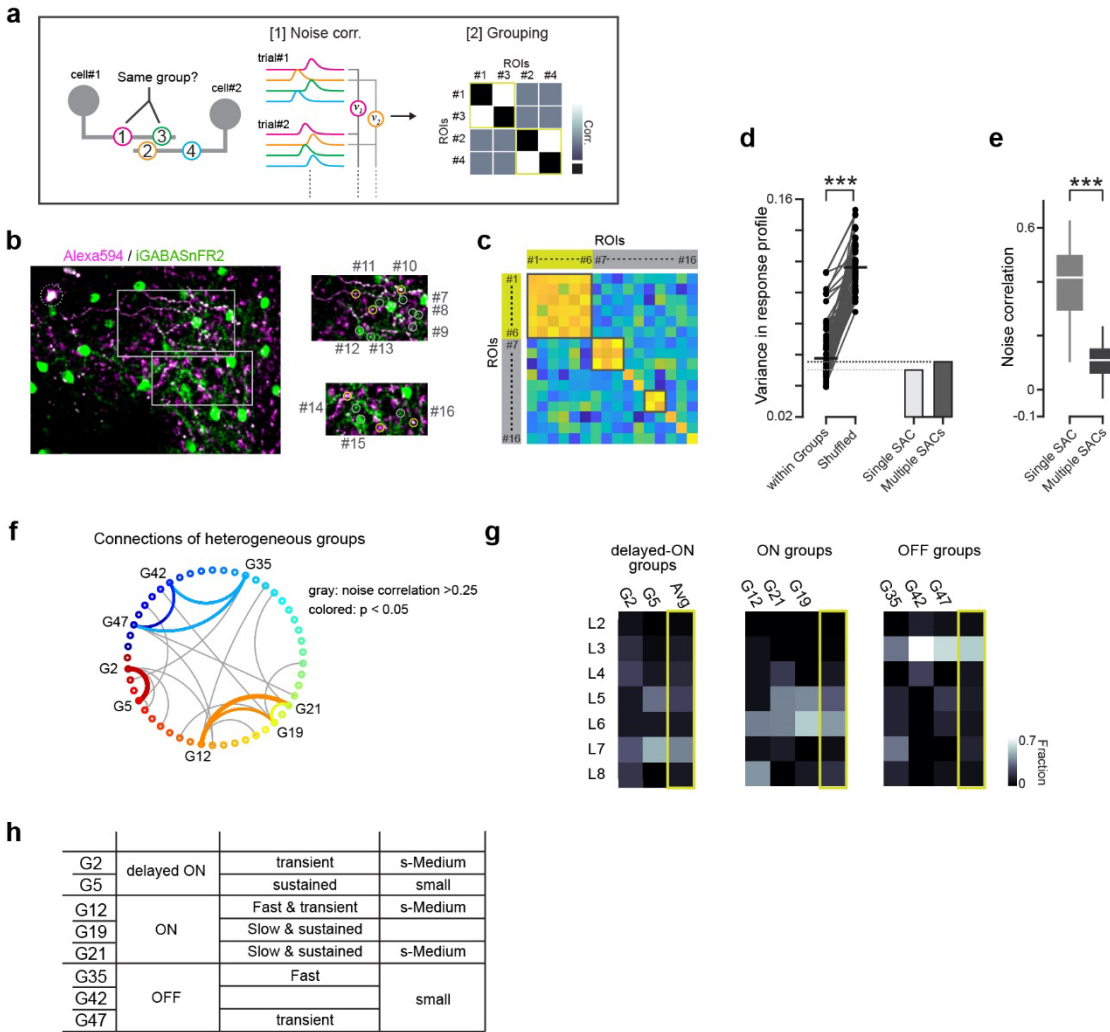 a
[1] Noise corr.
[2] Grouping
cell#1
Same group?
cell#2
1
3
2
4
trial#1
trial#2
v1
v2
ROIs
#1 #3 #2 #4
ROIs
#1
#3
#2
#4
Corr.
b
Alexa594 / iGABASnFR2
#11 #10
#7
#8
#9
#12 #13
#14
#16
#15
c
ROIs
#1 #6 #7 #16
ROIs
#1
#6
#7
#16
d
***
0.16
Variance in response profile
0.02
within Groups
Shuffled
Single SAC
Multiple SACs
e
***
0.6
Noise correlation
0
-0.1
Single SAC
Multiple SACs
f
Connections of heterogeneous groups
gray: noise correlation >0.25
colored: p < 0.05
G42
G35
G47
G2
G5
G12
G19
G21
g
delayed-ON groups
G2 G5 Avg
ON groups
G12 G21 G19
OFF groups
G35 G42 G47
L2
L3
L4
L5
L6
L7
L8
0.7
0
Fraction
h
G2 delayed ON transient s-Medium
G5 sustained small
G12 ON Fast & transient s-Medium
G19 Slow & sustained
G21 Slow & sustained s-Medium
G35 OFF Fast small
G42
G47 transient